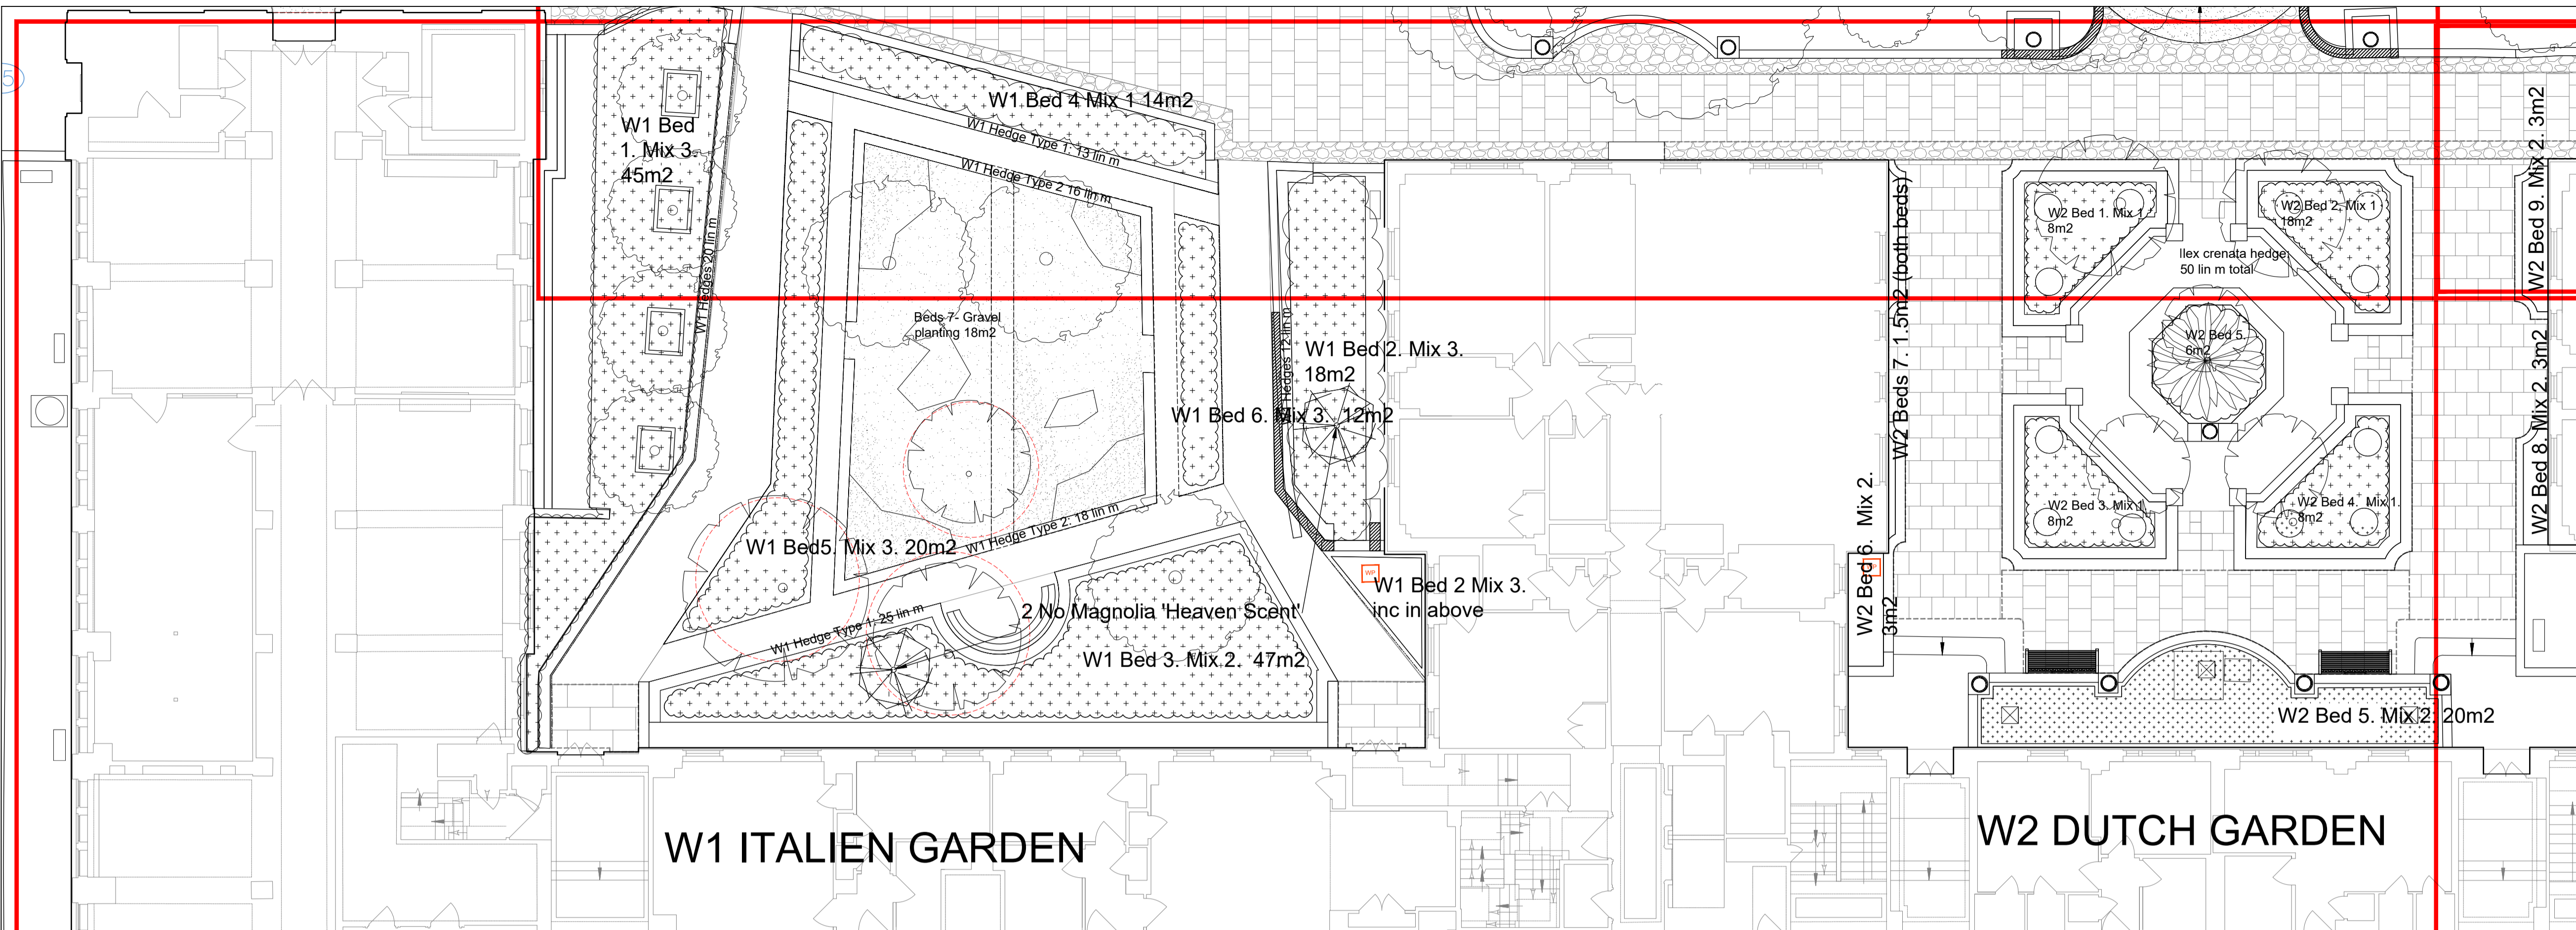 5
W1 Bed 4 Mix 1 14m2
W1 Hedge Type 1: 13 lin m
W1 Hedge Type 2 16 lin m
W1 Bed
1. Mix 3.
45m2
W1 Hedges 20 lin m
Beds 7- Gravel
planting 18m2
W1 Bed 2. Mix 3.
18m2
Hedges 12 lin m
W1 Bed 6. Mix 3. 12m2
W1 Hedge Type 2: 18 lin m
W1 Bed5. Mix 3. 20m2
WP
W1 Bed 2 Mix 3.
inc in above
2 No Magnolia 'Heaven Scent'
W1 Hedge Type 1: 25 lin m
W1 Bed 3. Mix 2. 47m2
W1 ITALIEN GARDEN
W2 Beds 7. 1.5m2 (both beds)
W2 Bed 6. Mix 2.
3m2
WP
W2 Bed 1. Mix 1
8m2
W2 Bed 2. Mix 1
18m2
Ilex crenata hedge
50 lin m total
W2 Bed 5.
6m2
W2 Bed 3. Mix 1
8m2
W2 Bed 4. Mix 1.
8m2
W2 Bed 9. Mix 2. 3m2
W2 Bed 8. Mix 2. 3m2
W2 Bed 5. Mix 2. 20m2
W2 DUTCH GARDEN